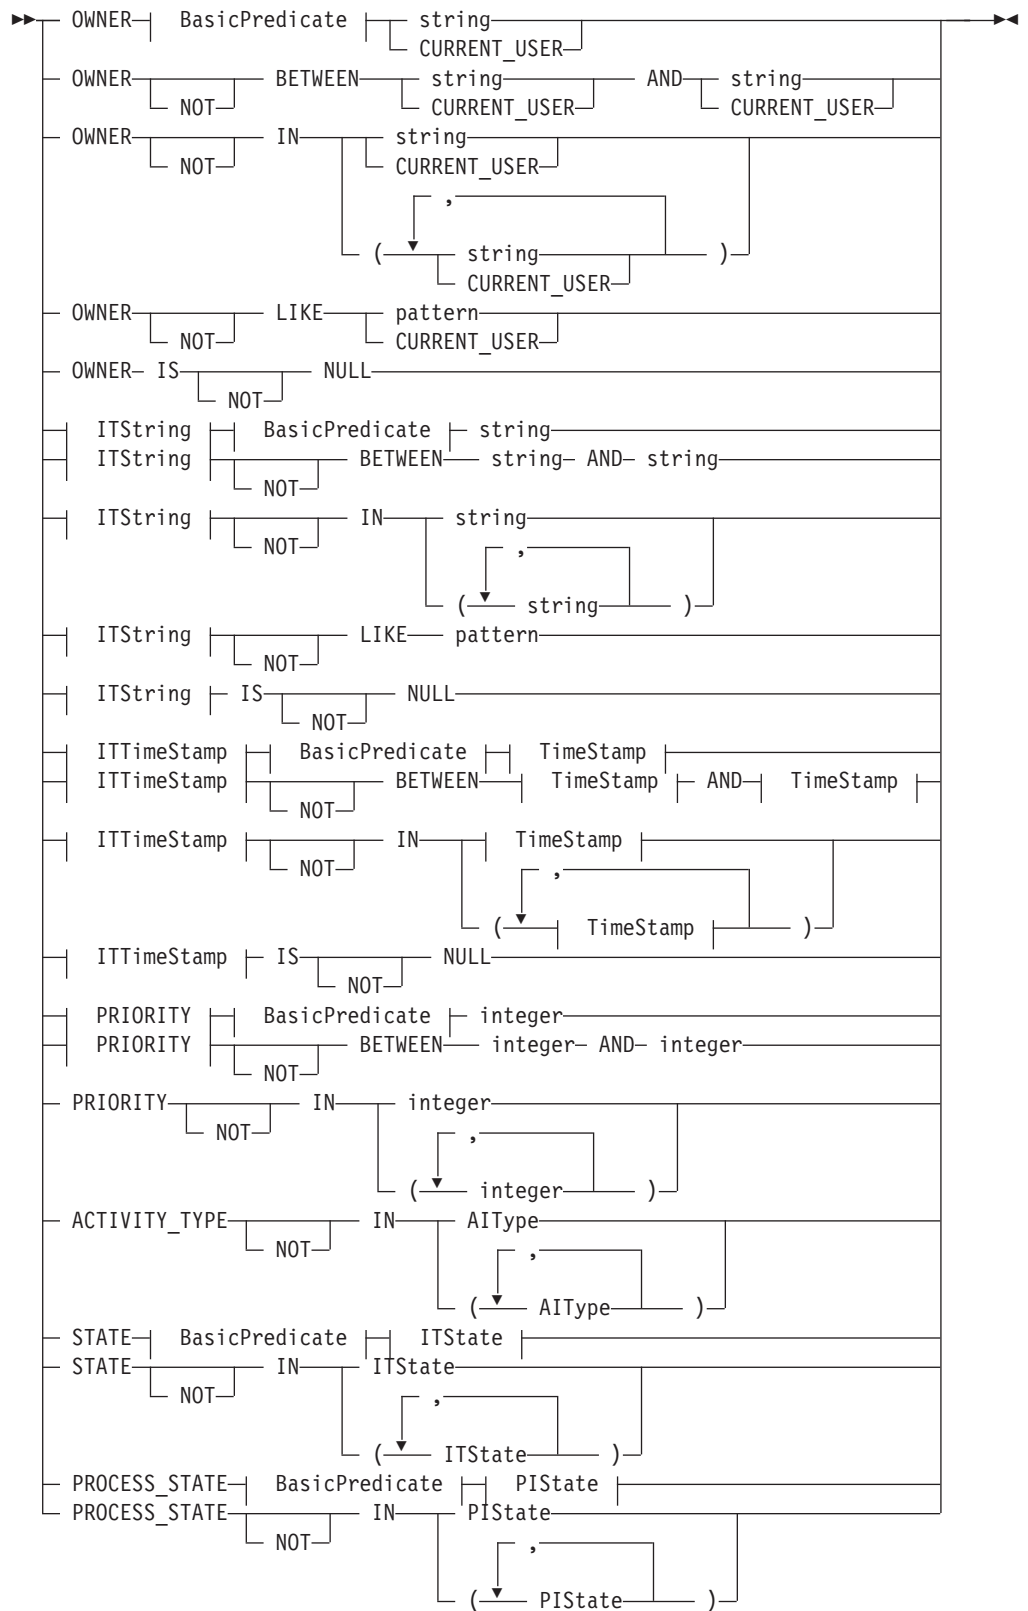 OWNER BasicPredicate string
CURRENT_USER
OWNER BETWEEN string AND string
NOT CURRENT_USER CURRENT_USER
OWNER IN string
NOT CURRENT_USER
,
( string )
CURRENT_USER
OWNER LIKE pattern
NOT CURRENT_USER
OWNER IS NULL
NOT
ITString BasicPredicate string
ITString BETWEEN string AND string
NOT
ITString IN string
NOT ,
( string )
ITString LIKE pattern
NOT
ITString IS NULL
NOT
ITTimeStamp BasicPredicate TimeStamp
ITTimeStamp BETWEEN TimeStamp AND TimeStamp
NOT
ITTimeStamp IN TimeStamp
NOT ,
( TimeStamp )
ITTimeStamp IS NULL
NOT
PRIORITY BasicPredicate integer
PRIORITY BETWEEN integer AND integer
NOT
PRIORITY IN integer
NOT ,
( integer )
ACTIVITY_TYPE IN AIType
NOT ,
( AIType )
STATE BasicPredicate ITState
STATE IN ITState
NOT ,
( ITState )
PROCESS_STATE BasicPredicate PIState
PROCESS_STATE IN PIState
NOT ,
( PIState )